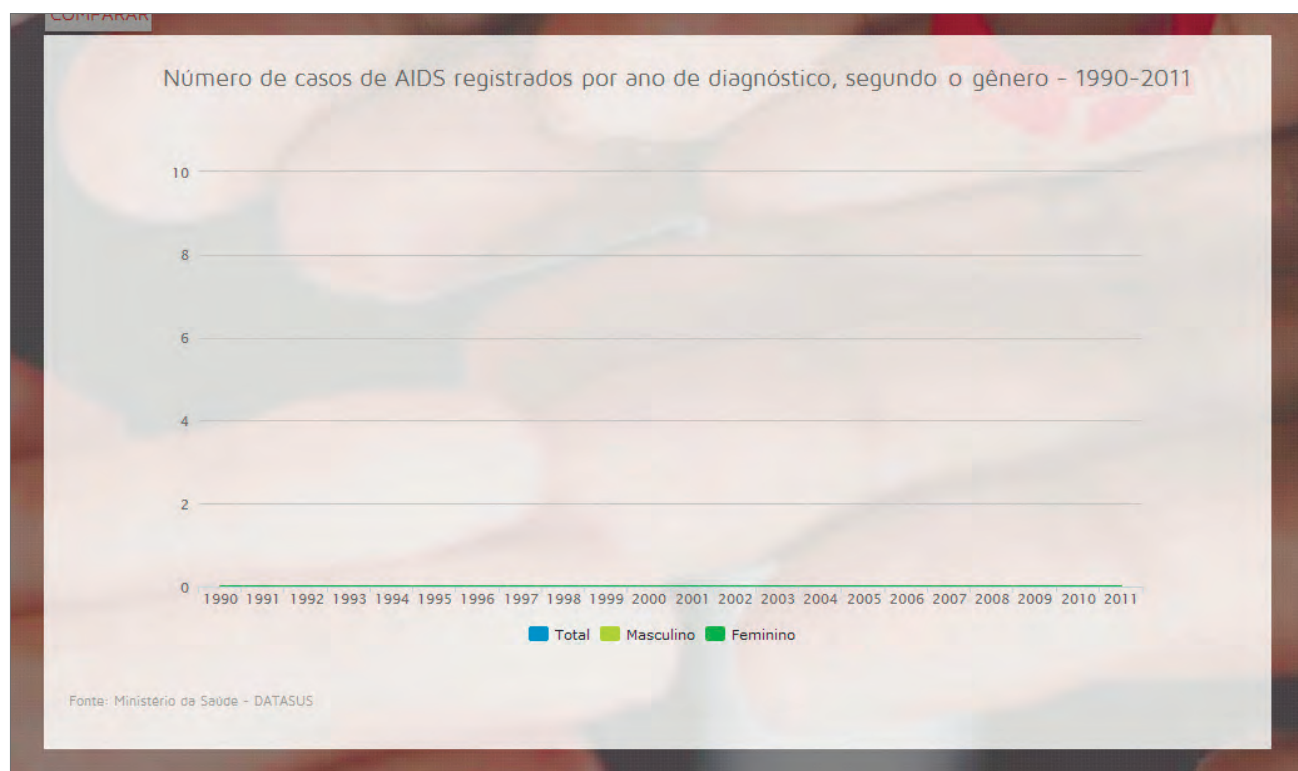 COMPARAR
Número de casos de AIDS registrados por ano de diagnóstico, segundo o gênero - 1990-2011
10
8
6
4
2
0
1990 1991 1992 1993 1994 1995 1996 1997 1998 1999 2000 2001 2002 2003 2004 2005 2006 2007 2008 2009 2010 2011
Total Masculino Feminino
Fonte: Ministério da Saúde - DATASUS